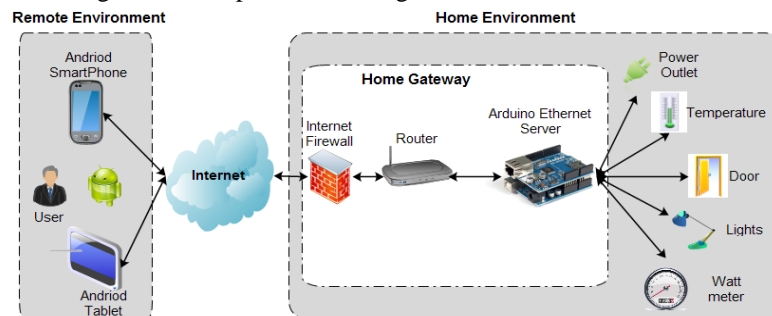 Remote Environment
Andriod
SmartPhone
User
Andriod
Tablet
Internet
Home Environment
Home Gateway
Internet
Firewall
Router
Arduino Ethernet
Server
Power
Outlet
Temperature
Door
Lights
Watt
meter